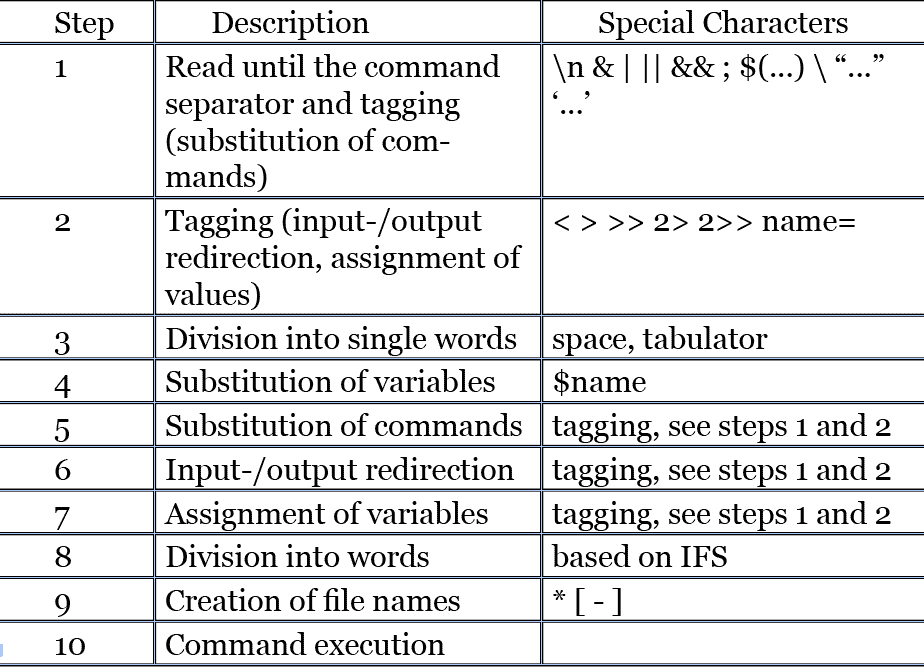 Step Description Special Characters
1 Read until the command \n & | || && ; $(...) \ “...”
separator and tagging ‘...’
(substitution of com-
mands)
2 Tagging (input-/output < > >> 2> 2>> name=
redirection, assignment of
values)
3 Division into single words space, tabulator
4 Substitution of variables $name
5 Substitution of commands tagging, see steps 1 and 2
6 Input-/output redirection tagging, see steps 1 and 2
7 Assignment of variables tagging, see steps 1 and 2
8 Division into words based on IFS
9 Creation of file names * [ - ]
10 Command execution